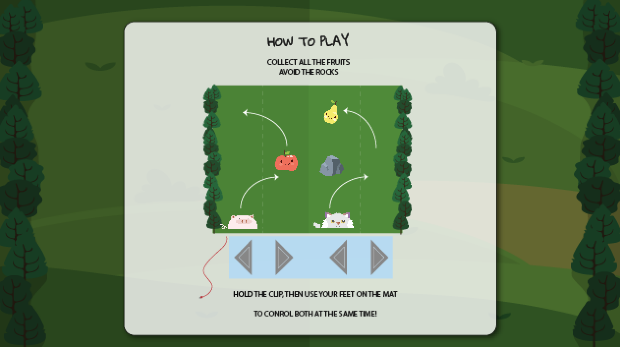 HOW TO PLAY
COLLECT ALL THE FRUITS
AVOID THE ROCKS
HOLD THE CLIP, THEN USE YOUR FEET ON THE MAT
TO CONROL BOTH AT THE SAME TIME!